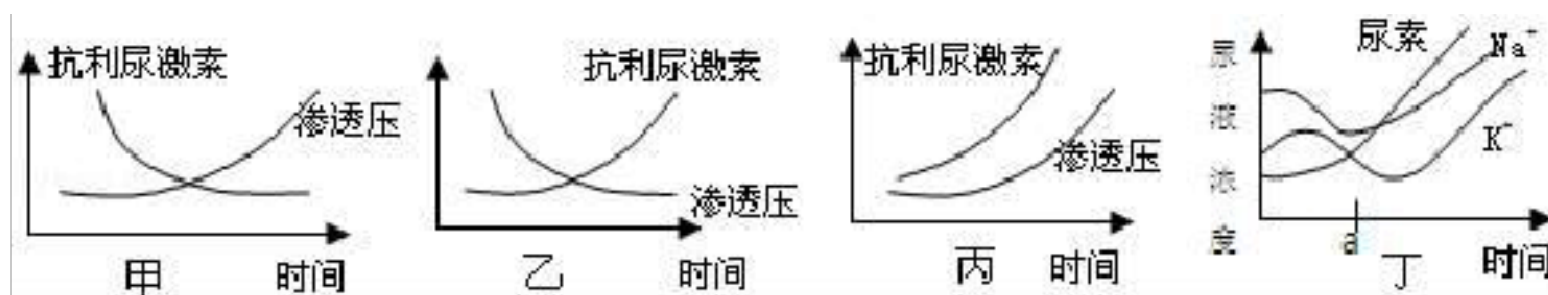 抗利尿激素
渗透压
甲
时间
抗利尿激素
渗透压
乙
时间
抗利尿激素
渗透压
丙
时间
尿
液
浓
度
尿素
Na⁺
K⁺
a
丁
时间